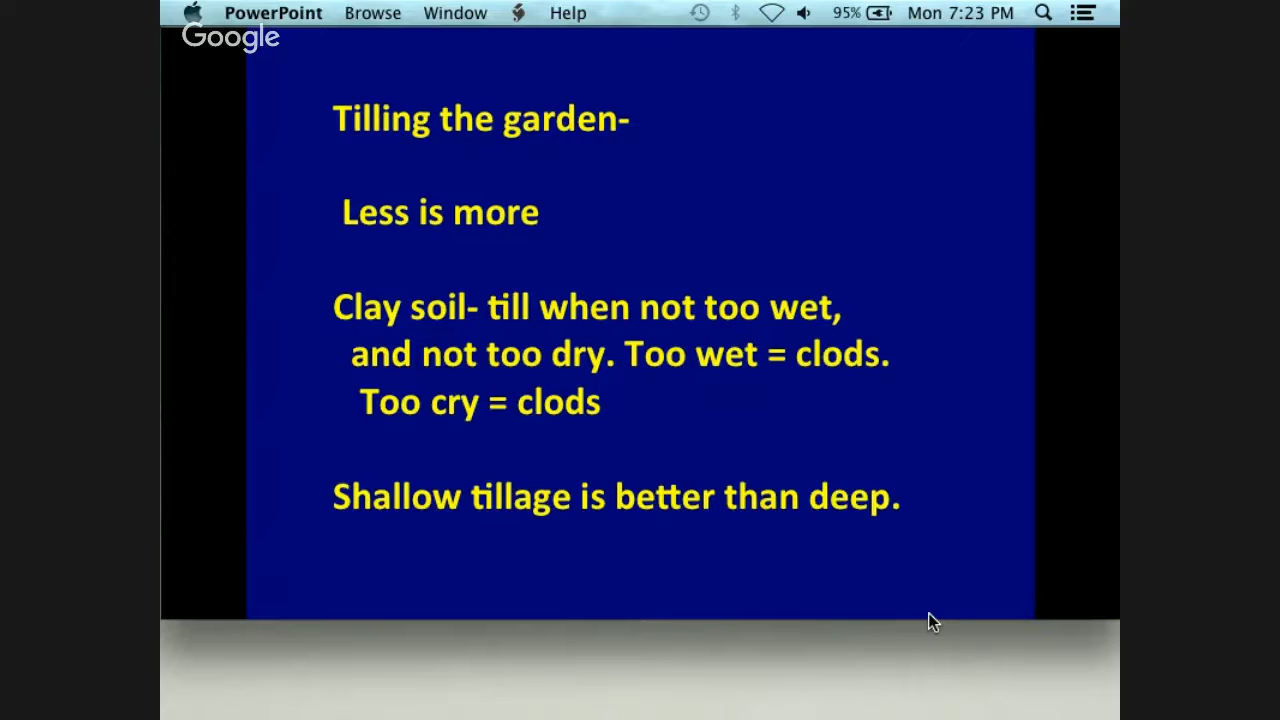 PowerPoint Browse Window Help 95% Mon 7:23 PM
Google
Tilling the garden-
Less is more
Clay soil- till when not too wet,
and not too dry. Too wet = clods.
Too cry = clods
Shallow tillage is better than deep.